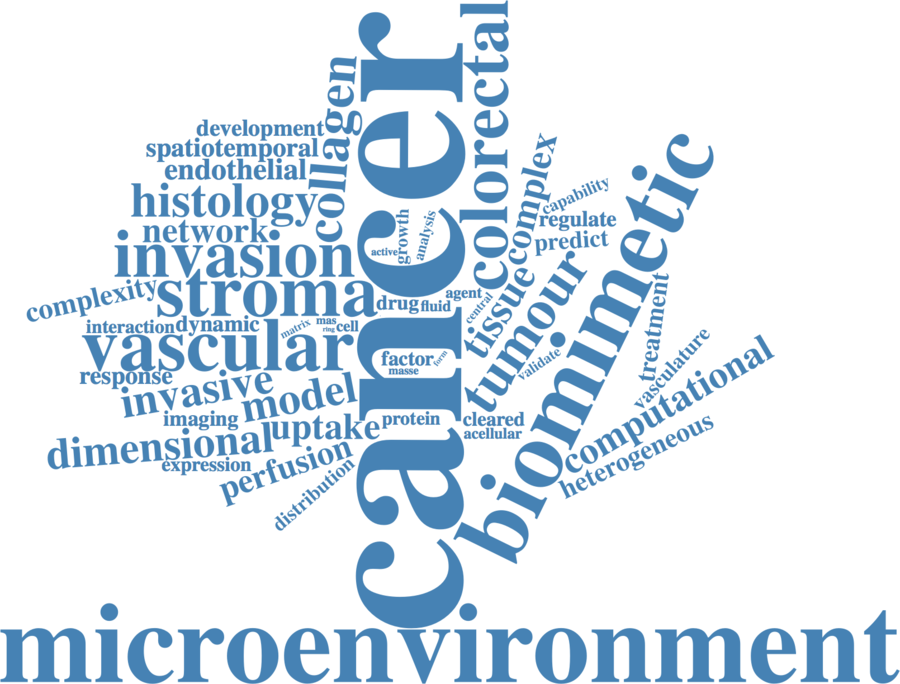 cancer
colorectal
collagen
development
spatiotemporal
endothelial
histology
network
invasion
stroma
complexity
interaction
dynamic
matrix
mas
ring
cell
vascular
response
invasive
model
imaging
uptake
dimensional
expression
perfusion
distribution
active
growth
analysis
drug
fluid
agent
central
factor
form
masse
protein
cleared
acellular
complex
capability
regulate
predict
tissue
tumour
validate
biomimetic
treatment
vasculature
computational
heterogeneous
microenvironment